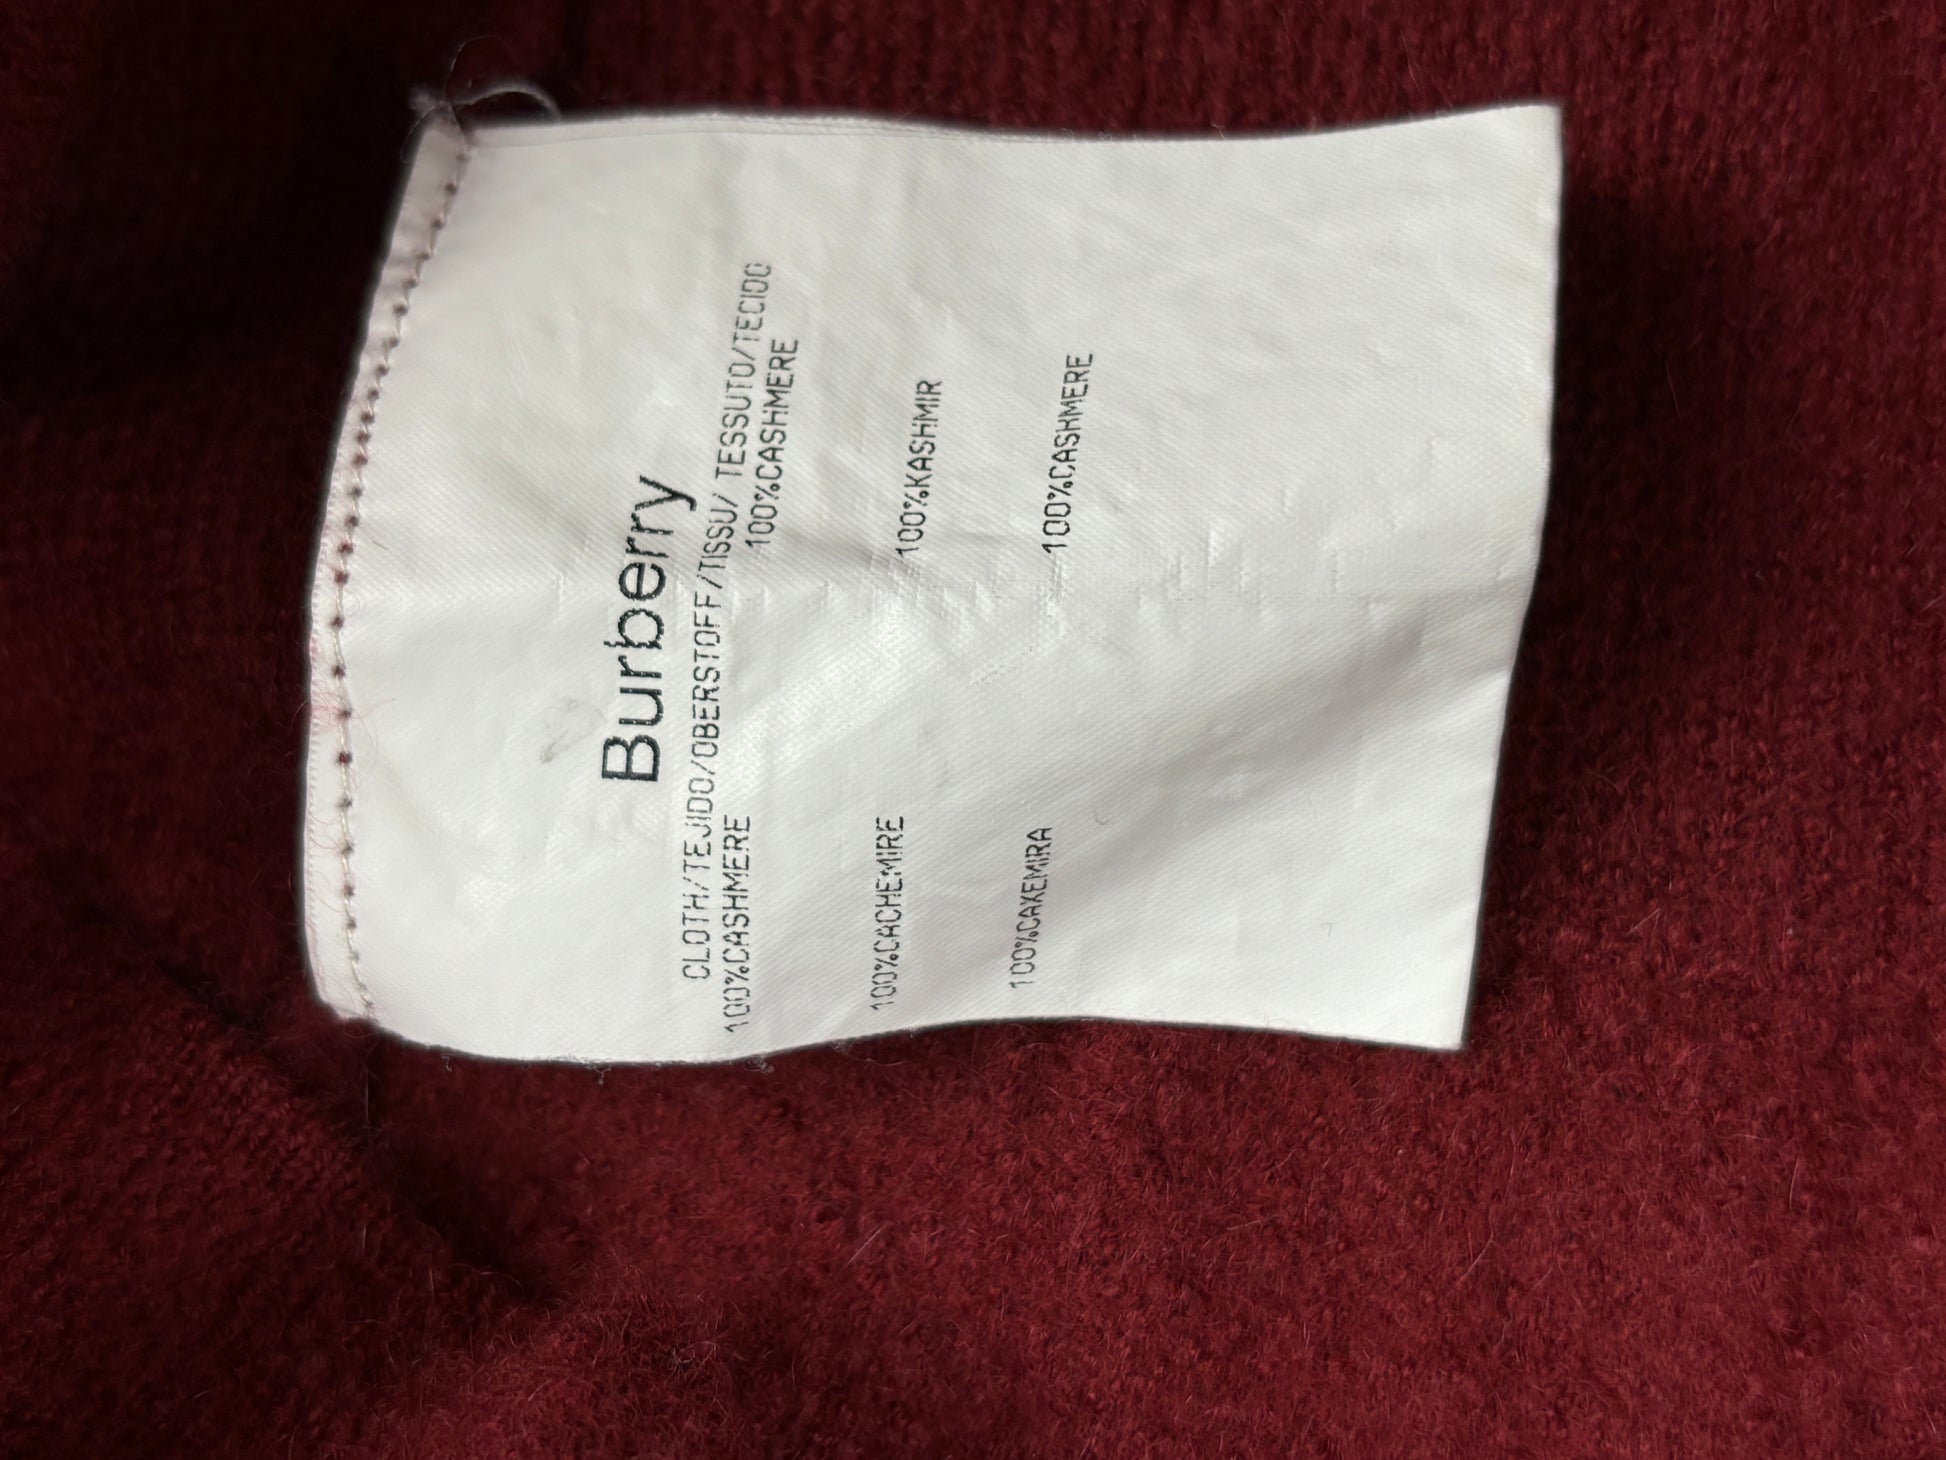 Burberry
CLOTH/TEJIDO/OBERSTOFF/TISSU/ TESSUTO/TECIDO
100%CASHMERE 100%CASHMERE
100%CACHEMIRE 100%KASHMIR
100%CAXEMIRA 100%CASHMERE